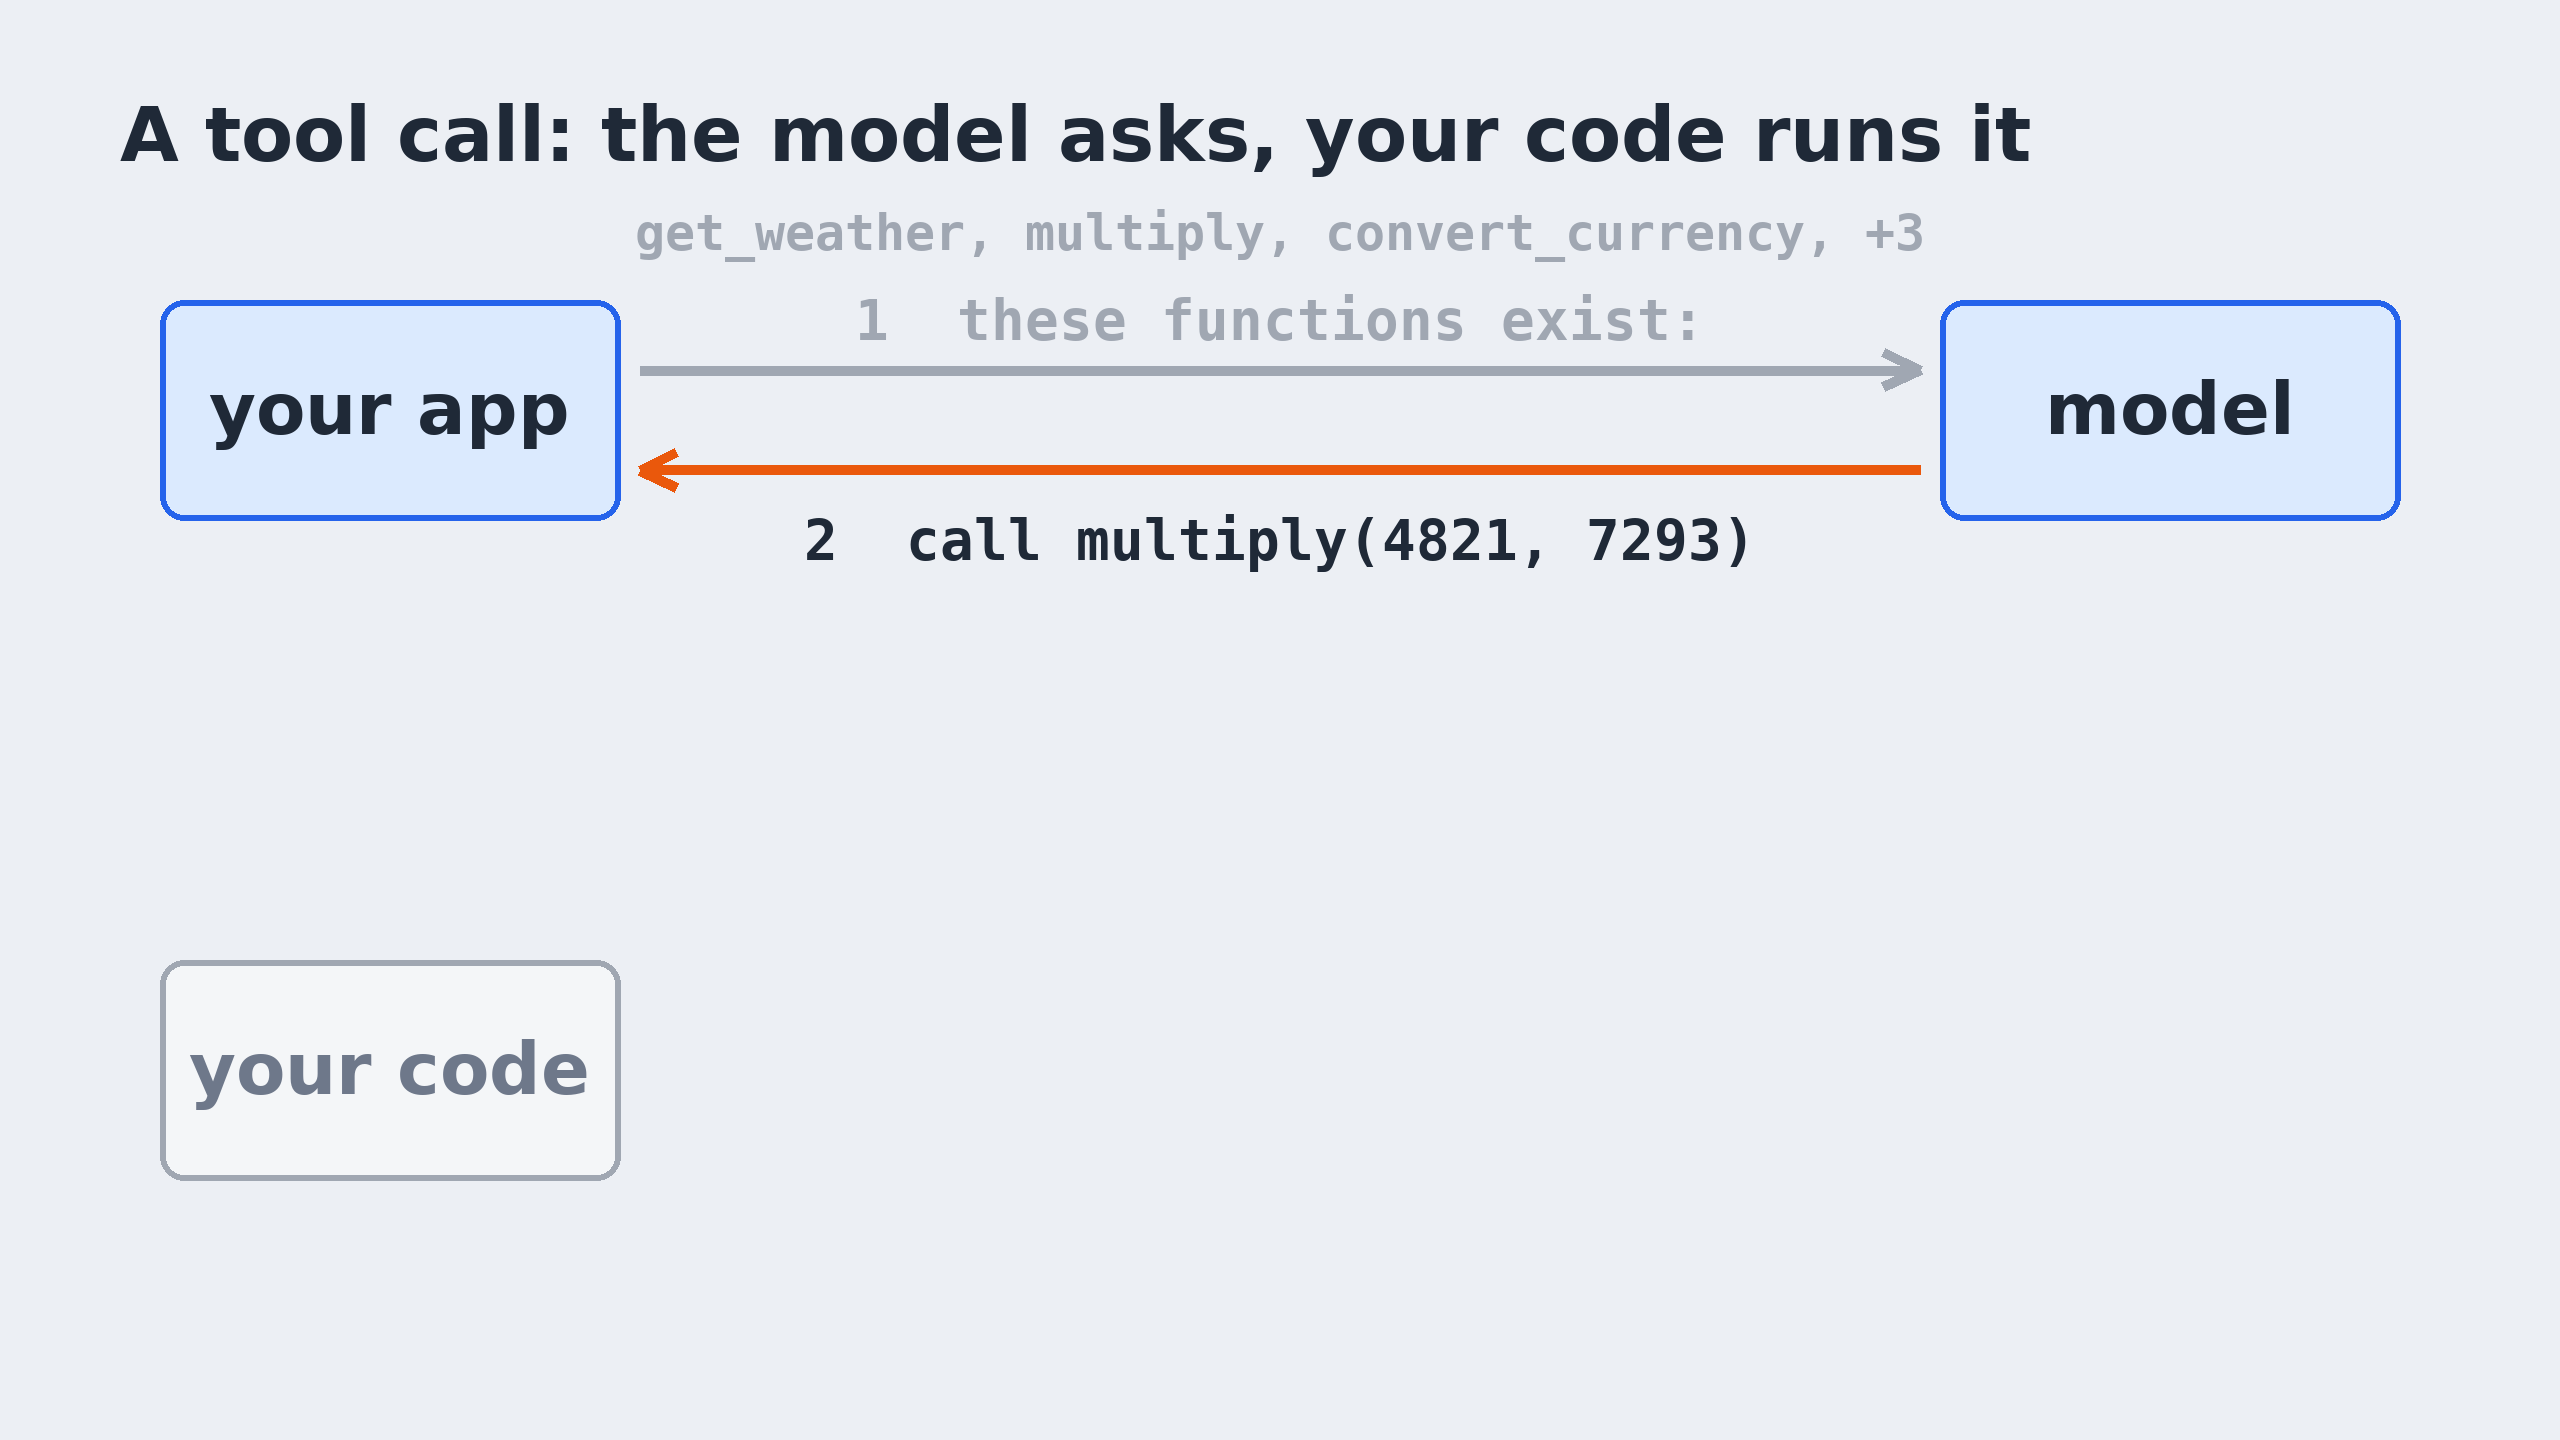 A tool call: the model asks, your code runs it
get_weather, multiply, convert_currency, +3
1  these functions exist:
your app
model
2  call multiply(4821, 7293)
your code